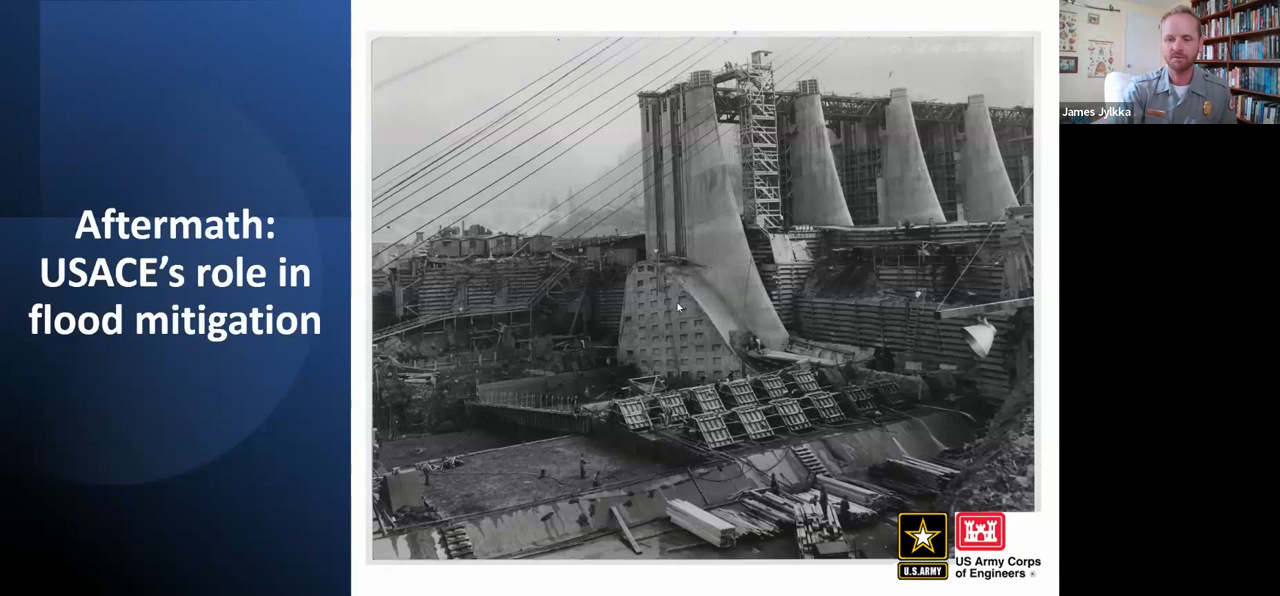 Aftermath:
USACE's role in
flood mitigation
James Jylkka
U.S.ARMY
US Army Corps
of Engineers ®